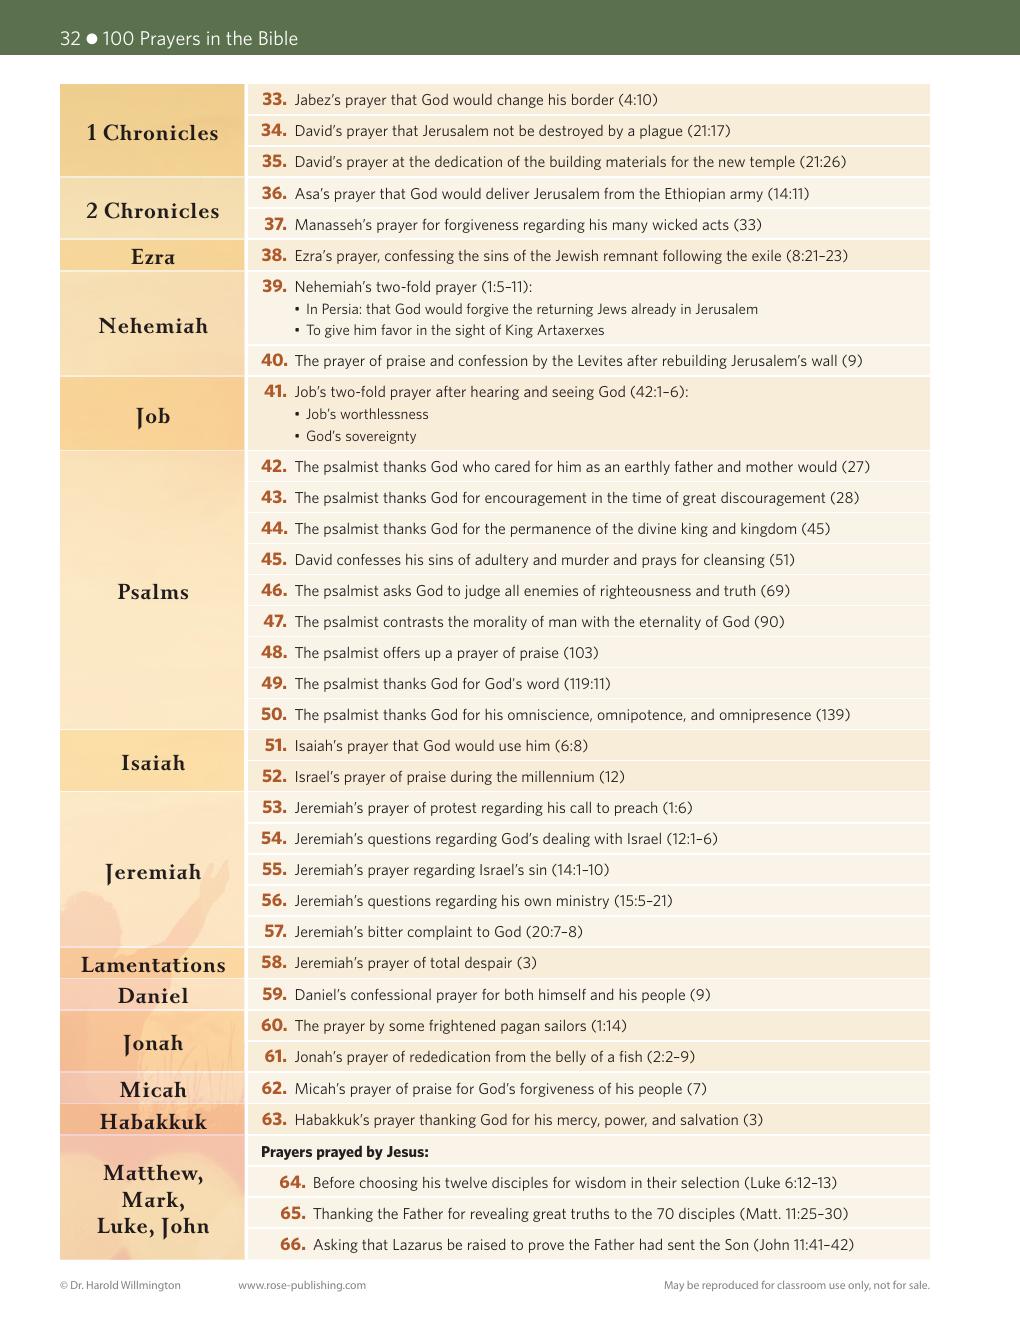 32 ● 100 Prayers in the Bible
1 Chronicles
33. Jabez’s prayer that God would change his border (4:10)
34. David’s prayer that Jerusalem not be destroyed by a plague (21:17)
35. David’s prayer at the dedication of the building materials for the new temple (21:26)
2 Chronicles
36. Asa’s prayer that God would deliver Jerusalem from the Ethiopian army (14:11)
37. Manasseh’s prayer for forgiveness regarding his many wicked acts (33)
Ezra
38. Ezra’s prayer, confessing the sins of the Jewish remnant following the exile (8:21–23)
Nehemiah
39. Nehemiah’s two-fold prayer (1:5–11):
• In Persia: that God would forgive the returning Jews already in Jerusalem
• To give him favor in the sight of King Artaxerxes
40. The prayer of praise and confession by the Levites after rebuilding Jerusalem’s wall (9)
Job
41. Job’s two-fold prayer after hearing and seeing God (42:1–6):
• Job’s worthlessness
• God’s sovereignty
Psalms
42. The psalmist thanks God who cared for him as an earthly father and mother would (27)
43. The psalmist thanks God for encouragement in the time of great discouragement (28)
44. The psalmist thanks God for the permanence of the divine king and kingdom (45)
45. David confesses his sins of adultery and murder and prays for cleansing (51)
46. The psalmist asks God to judge all enemies of righteousness and truth (69)
47. The psalmist contrasts the morality of man with the eternality of God (90)
48. The psalmist offers up a prayer of praise (103)
49. The psalmist thanks God for God's word (119:11)
50. The psalmist thanks God for his omniscience, omnipotence, and omnipresence (139)
Isaiah
51. Isaiah’s prayer that God would use him (6:8)
52. Israel’s prayer of praise during the millennium (12)
Jeremiah
53. Jeremiah’s prayer of protest regarding his call to preach (1:6)
54. Jeremiah’s questions regarding God’s dealing with Israel (12:1–6)
55. Jeremiah’s prayer regarding Israel’s sin (14:1–10)
56. Jeremiah’s questions regarding his own ministry (15:5–21)
57. Jeremiah’s bitter complaint to God (20:7–8)
Lamentations
58. Jeremiah’s prayer of total despair (3)
Daniel
59. Daniel’s confessional prayer for both himself and his people (9)
Jonah
60. The prayer by some frightened pagan sailors (1:14)
61. Jonah’s prayer of rededication from the belly of a fish (2:2–9)
Micah
62. Micah’s prayer of praise for God’s forgiveness of his people (7)
Habakkuk
63. Habakkuk’s prayer thanking God for his mercy, power, and salvation (3)
Matthew,
Mark,
Luke, John
Prayers prayed by Jesus:
64. Before choosing his twelve disciples for wisdom in their selection (Luke 6:12–13)
65. Thanking the Father for revealing great truths to the 70 disciples (Matt. 11:25–30)
66. Asking that Lazarus be raised to prove the Father had sent the Son (John 11:41–42)
© Dr. Harold Willmington www.rose-publishing.com May be reproduced for classroom use only, not for sale.